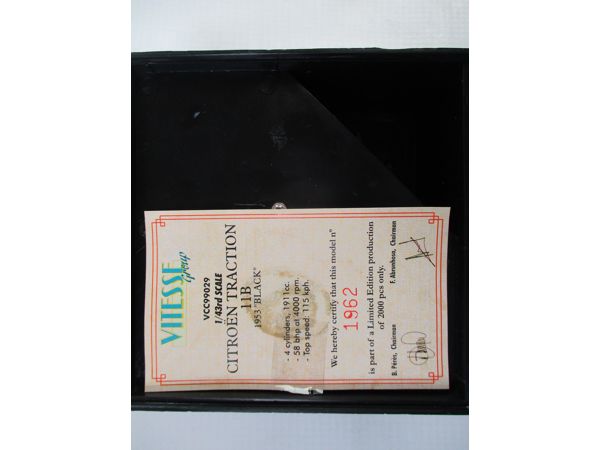 VITESSE
group
VCC99029
1/43rd SCALE
CITROËN TRACTION
11B
1953 "BLACK"
- 4 cylinders, 1911cc.
- 58 bhp at 4000 rpm.
- Top speed: 115 kph.
We hereby certify that this model n°
1962
is part of a Limited Edition production
of 2000 pcs only.
B. Péres, Chairman F. Abrunhosa, Chairman